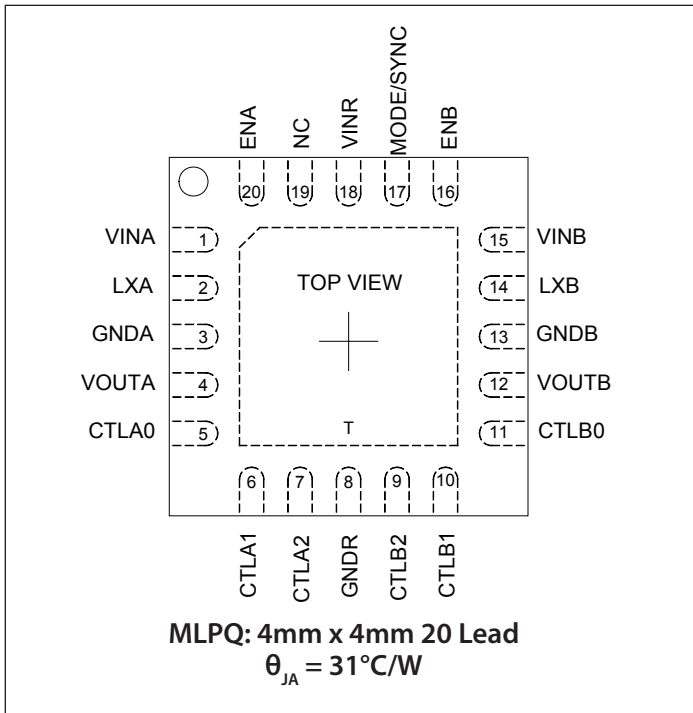 ENA
NC
VINR
MODE/SYNC
ENB
20
19
18
17
16
VINA 1
15 VINB
LXA 2
TOP VIEW
14 LXB
GNDA 3
13 GNDB
VOUTA 4
12 VOUTB
CTLA0 5
T
11 CTLB0
6
7
8
9
10
CTLA1
CTLA2
GNDR
CTLB2
CTLB1
MLPQ: 4mm x 4mm 20 Lead
θJA = 31°C/W